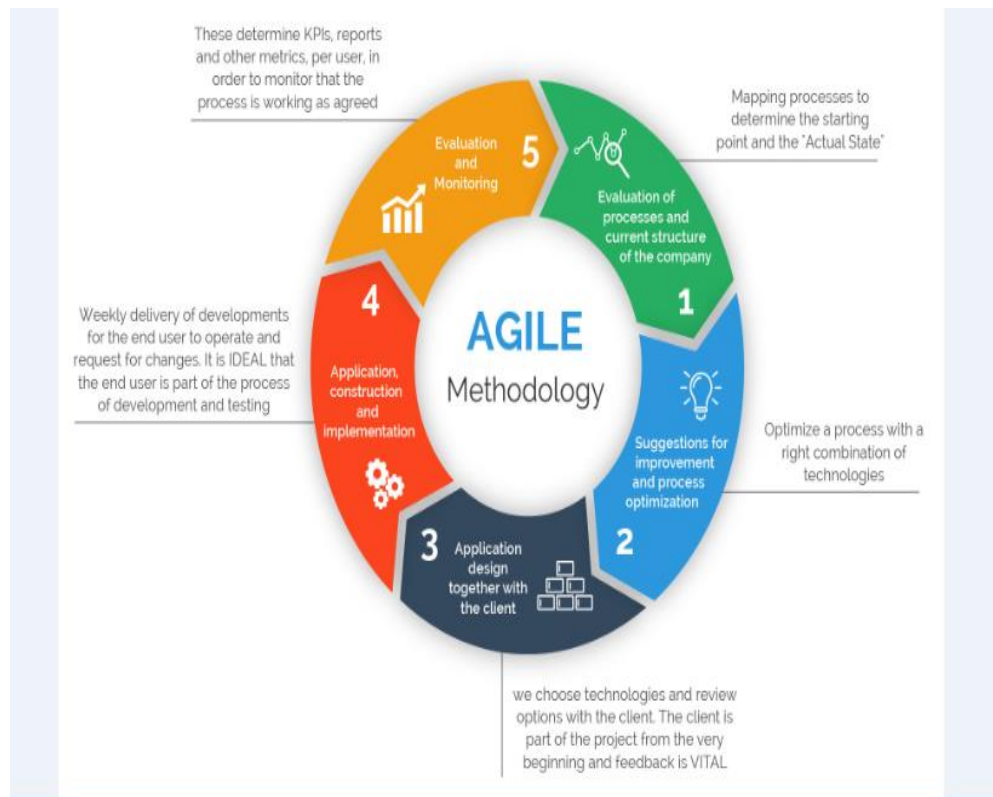 AGILE
Methodology
1
Evaluation of
processes and
current structure
of the company
Mapping processes to
determine the starting
point and the "Actual State"
2
Suggestions for
improvement
and process
optimization
Optimize a process with a
right combination of
technologies
3
Application
design
together with
the client
we choose technologies and review
options with the client. The client is
part of the project from the very
beginning and feedback is VITAL
4
Application,
construction
and
implementation
Weekly delivery of developments
for the end user to operate and
request for changes. It is IDEAL that
the end user is part of the process
of development and testing
5
Evaluation
and
Monitoring
These determine KPIs, reports
and other metrics, per user, in
order to monitor that the
process is working as agreed